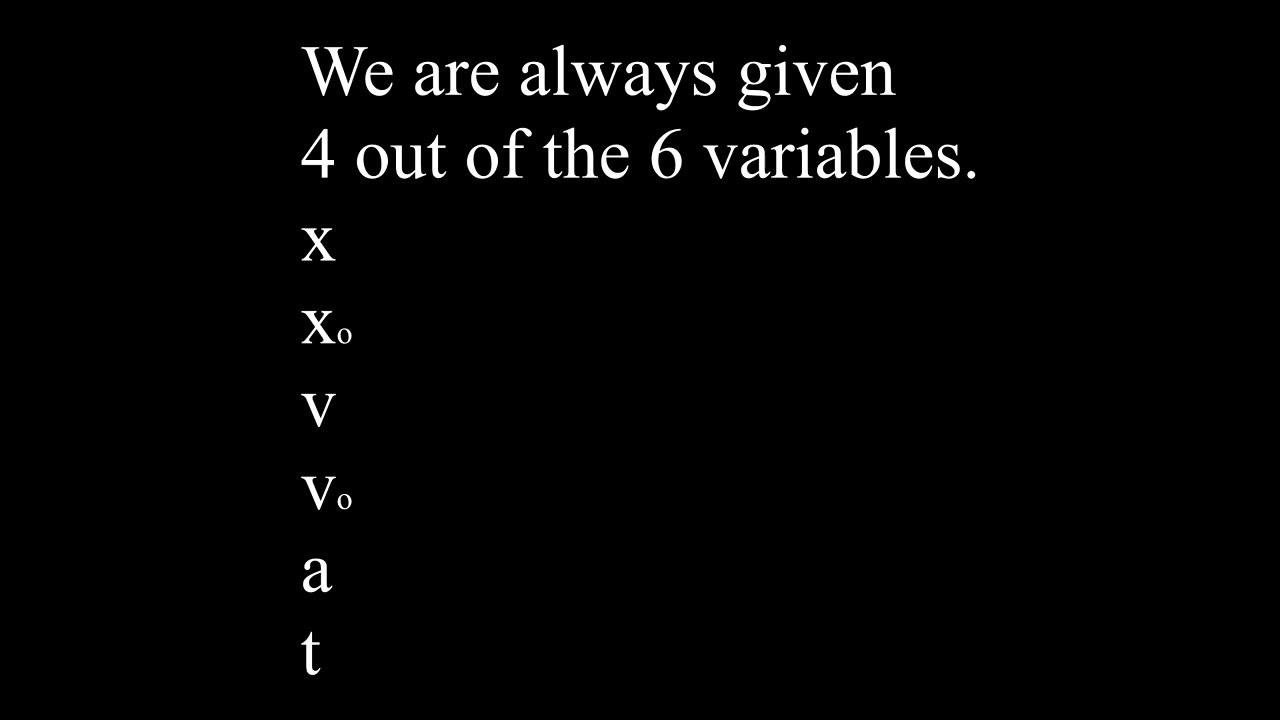 We are always given
4 out of the 6 variables.
x
xₒ
v
vₒ
a
t